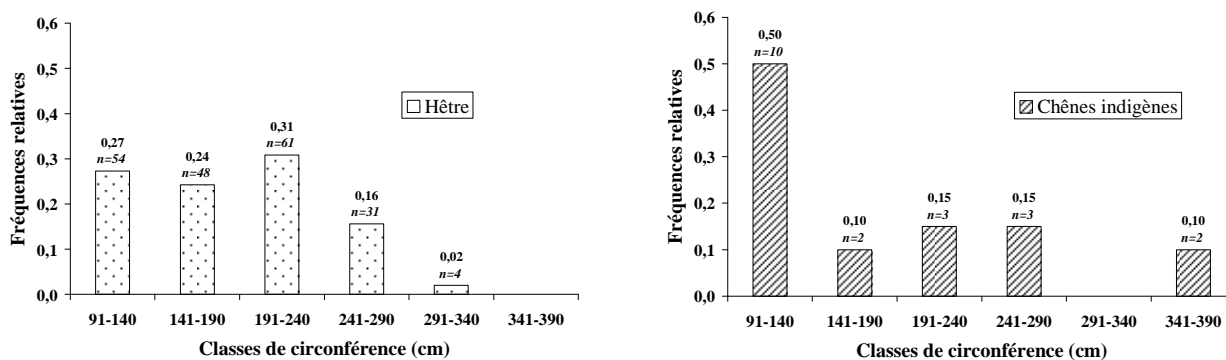 0,6
0,5
0,4
0,3
0,2
0,1
0,0
Fréquences relatives
0,27
n=54
0,24
n=48
0,31
n=61
0,16
n=31
0,02
n=4
Hêtre
91-140 141-190 191-240 241-290 291-340 341-390
Classes de circonférence (cm)
0,6
0,5
0,4
0,3
0,2
0,1
0,0
Fréquences relatives
0,50
n=10
0,10
n=2
0,15
n=3
0,15
n=3
0,10
n=2
Chênes indigènes
91-140 141-190 191-240 241-290 291-340 341-390
Classes de circonférence (cm)